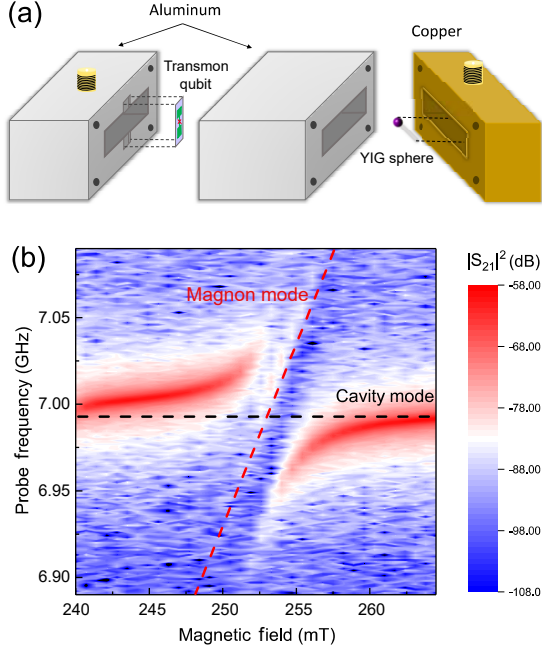 (a)
Aluminum
Copper
Transmon
qubit
YIG sphere
(b)
|S21|² (dB)
-58.00
-68.00
-78.00
-88.00
-98.00
-108.0
Magnon mode
Cavity mode
Probe frequency (GHz)
7.05
7.00
6.95
6.90
240
245
250
255
260
Magnetic field (mT)